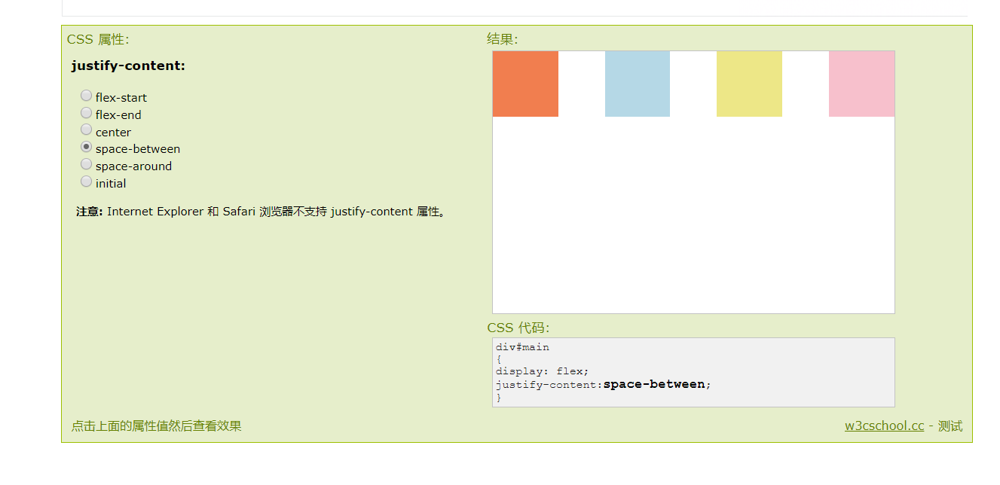 CSS 属性：
justify-content:
flex-start
flex-end
center
space-between
space-around
initial
注意: Internet Explorer 和 Safari 浏览器不支持 justify-content 属性。
结果：
CSS 代码：
div#main
{
display: flex;
justify-content:space-between;
}
点击上面的属性值然后查看效果
w3cschool.cc - 测试